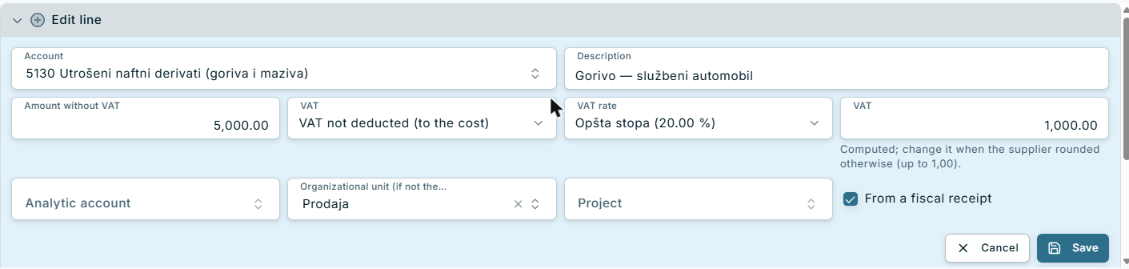 Edit line
Account
5130 Utrošeni naftni derivati (goriva i maziva)
Description
Gorivo — službeni automobil
Amount without VAT
5,000.00
VAT
VAT not deducted (to the cost)
VAT rate
Opšta stopa (20.00 %)
VAT
1,000.00
Computed; change it when the supplier rounded
otherwise (up to 1,00).
Analytic account
Organizational unit (if not the...
Prodaja
Project
From a fiscal receipt
Cancel
Save